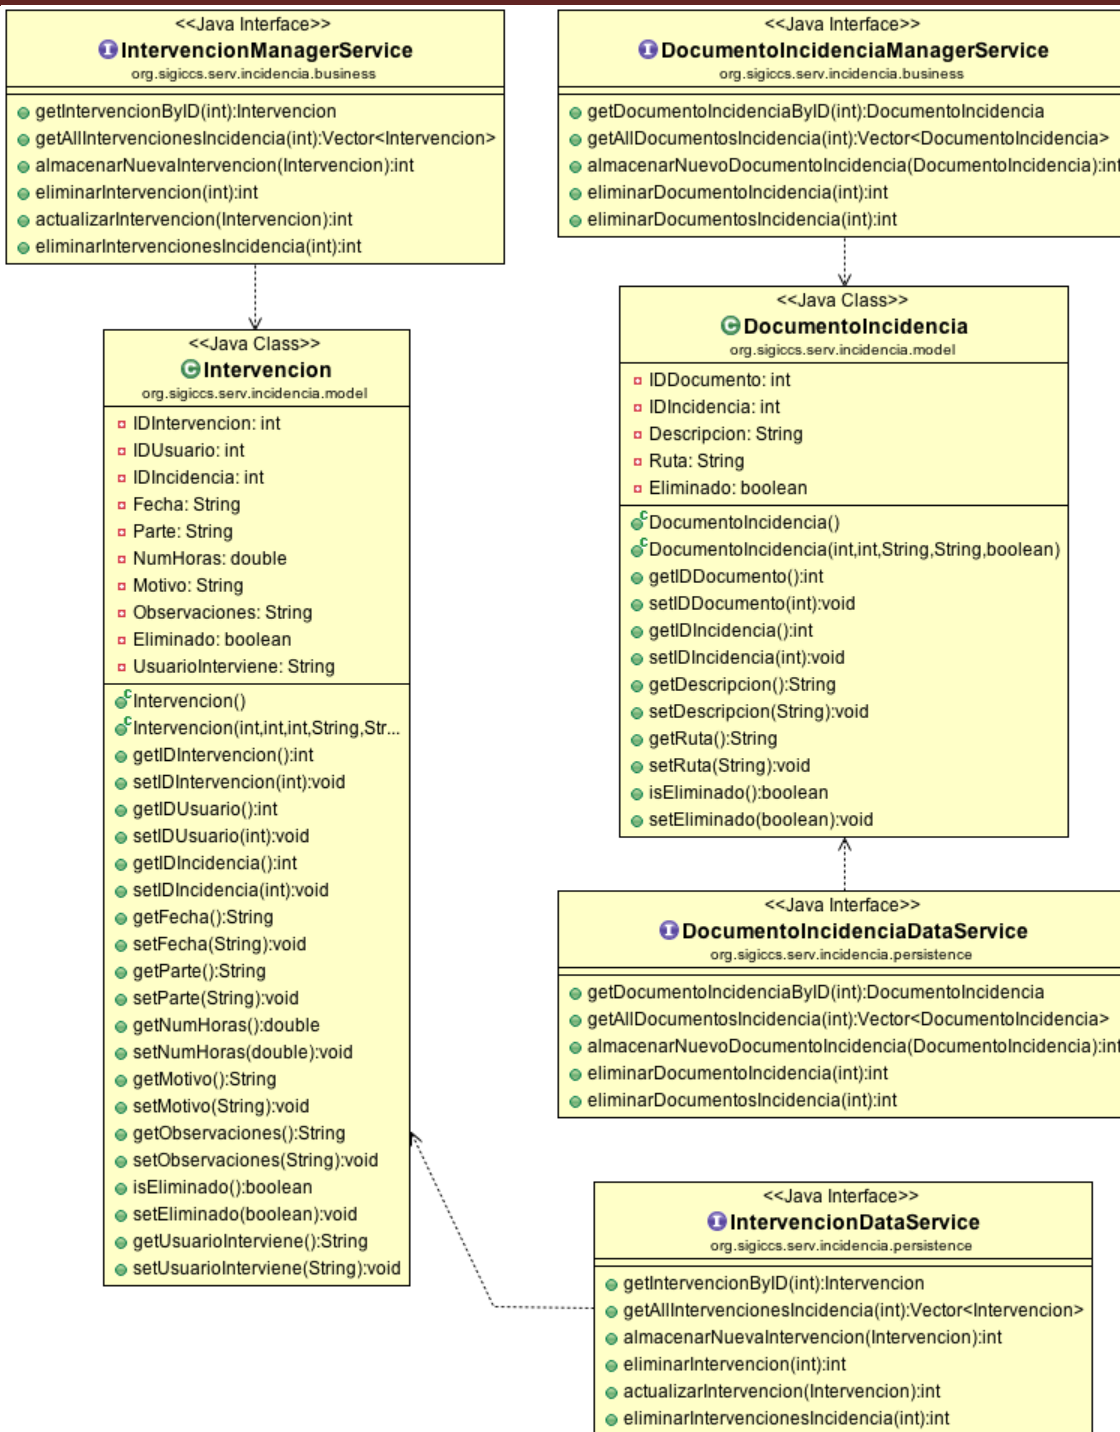 <<Java Interface>>
IntervencionManagerService
org.sigiccs.serv.incidencia.business
getIntervencionByID(int):Intervencion
getAllIntervencionesIncidencia(int):Vector<Intervencion>
almacenarNuevaIntervencion(Intervencion):int
eliminarIntervencion(int):int
actualizarIntervencion(Intervencion):int
eliminarIntervencionesIncidencia(int):int
<<Java Interface>>
DocumentoIncidenciaManagerService
org.sigiccs.serv.incidencia.business
getDocumentoIncidenciaByID(int):DocumentoIncidencia
getAllDocumentosIncidencia(int):Vector<DocumentoIncidencia>
almacenarNuevoDocumentoIncidencia(DocumentoIncidencia):int
eliminarDocumentoIncidencia(int):int
eliminarDocumentosIncidencia(int):int
<<Java Class>>
Intervencion
org.sigiccs.serv.incidencia.model
IDIntervencion: int
IDUsuario: int
IDIncidencia: int
Fecha: String
Parte: String
NumHoras: double
Motivo: String
Observaciones: String
Eliminado: boolean
UsuarioInterviene: String
Intervencion()
Intervencion(int,int,int,String,Str...
getIDIntervencion():int
setIDIntervencion(int):void
getIDUsuario():int
setIDUsuario(int):void
getIDIncidencia():int
setIDIncidencia(int):void
getFecha():String
setFecha(String):void
getParte():String
setParte(String):void
getNumHoras():double
setNumHoras(double):void
getMotivo():String
setMotivo(String):void
getObservaciones():String
setObservaciones(String):void
isEliminado():boolean
setEliminado(boolean):void
getUsuarioInterviene():String
setUsuarioInterviene(String):void
<<Java Class>>
DocumentoIncidencia
org.sigiccs.serv.incidencia.model
IDDocumento: int
IDIncidencia: int
Descripcion: String
Ruta: String
Eliminado: boolean
DocumentoIncidencia()
DocumentoIncidencia(int,int,String,String,boolean)
getIDDocumento():int
setIDDocumento(int):void
getIDIncidencia():int
setIDIncidencia(int):void
getDescripcion():String
setDescripcion(String):void
getRuta():String
setRuta(String):void
isEliminado():boolean
setEliminado(boolean):void
<<Java Interface>>
DocumentoIncidenciaDataService
org.sigiccs.serv.incidencia.persistence
getDocumentoIncidenciaByID(int):DocumentoIncidencia
getAllDocumentosIncidencia(int):Vector<DocumentoIncidencia>
almacenarNuevoDocumentoIncidencia(DocumentoIncidencia):int
eliminarDocumentoIncidencia(int):int
eliminarDocumentosIncidencia(int):int
<<Java Interface>>
IntervencionDataService
org.sigiccs.serv.incidencia.persistence
getIntervencionByID(int):Intervencion
getAllIntervencionesIncidencia(int):Vector<Intervencion>
almacenarNuevaIntervencion(Intervencion):int
eliminarIntervencion(int):int
actualizarIntervencion(Intervencion):int
eliminarIntervencionesIncidencia(int):int